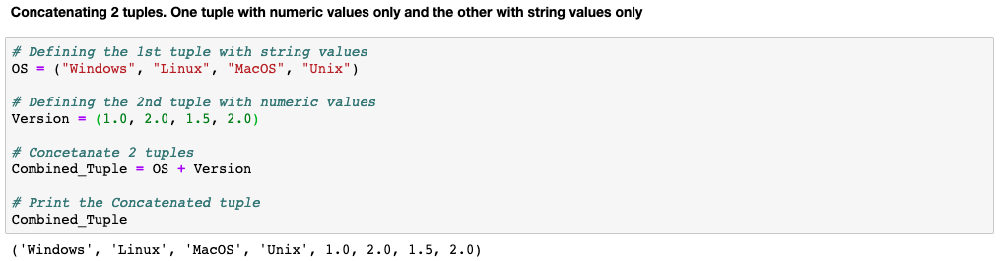 Concatenating 2 tuples. One tuple with numeric values only and the other with string values only
# Defining the 1st tuple with string values
OS = ("Windows", "Linux", "MacOS", "Unix")
# Defining the 2nd tuple with numeric values
Version = (1.0, 2.0, 1.5, 2.0)
# Concetanate 2 tuples
Combined_Tuple = OS + Version
# Print the Concatenated tuple
Combined_Tuple
('Windows', 'Linux', 'MacOS', 'Unix', 1.0, 2.0, 1.5, 2.0)